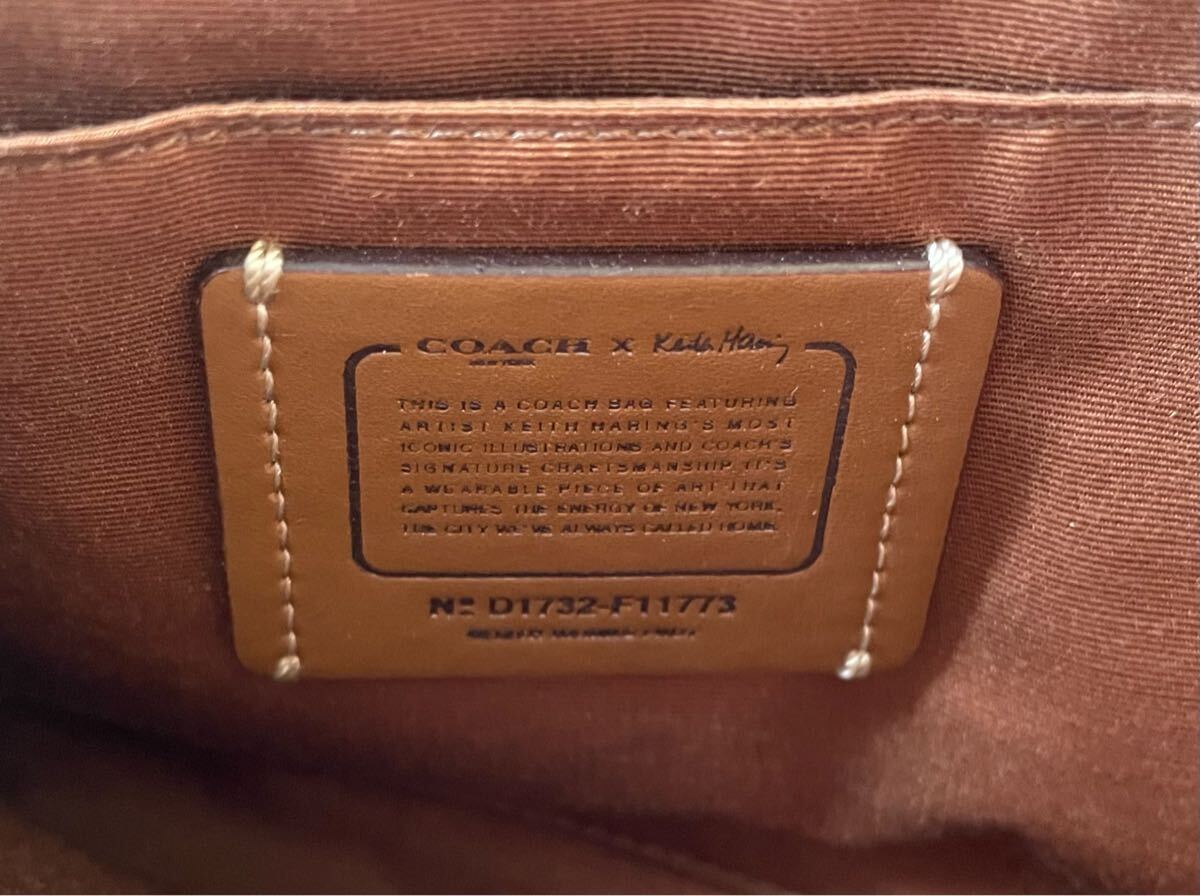 COACH x Keith Haring
NEW YORK
THIS IS A COACH BAG FEATURING
ARTIST KEITH HARING'S MOST
ICONIC ILLUSTRATIONS AND COACH'S
SIGNATURE CRAFTSMANSHIP. IT'S
A WEARABLE PIECE OF ART THAT
CAPTURES THE ENERGY OF NEW YORK,
THE CITY WE'VE ALWAYS CALLED HOME.
Nº D1732-F11773